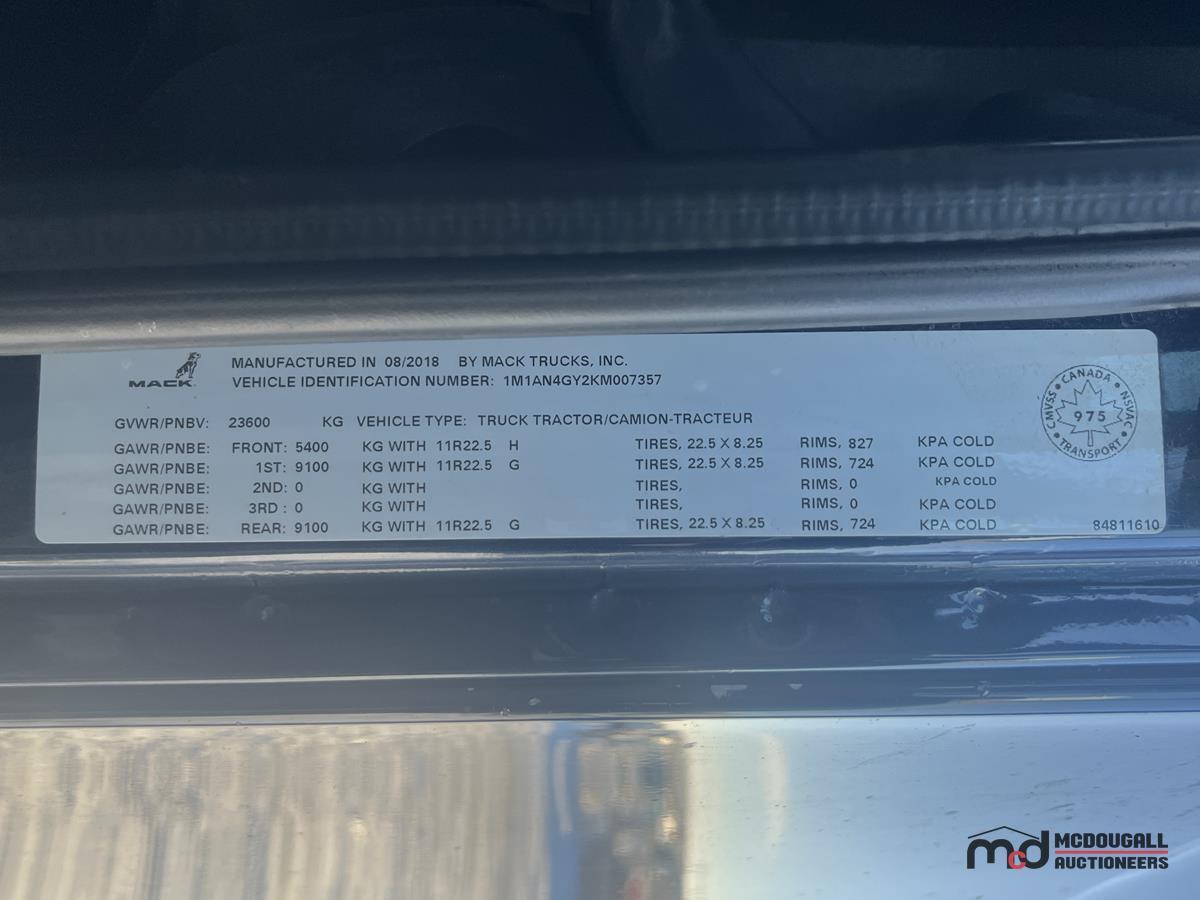 MACK
MANUFACTURED IN 08/2018 BY MACK TRUCKS, INC.
VEHICLE IDENTIFICATION NUMBER: 1M1AN4GY2KM007357
GVWR/PNBV: 23600 KG VEHICLE TYPE: TRUCK TRACTOR/CAMION-TRACTEUR
GAWR/PNBE: FRONT: 5400 KG WITH 11R22.5 H TIRES, 22.5 X 8.25 RIMS, 827 KPA COLD
GAWR/PNBE: 1ST: 9100 KG WITH 11R22.5 G TIRES, 22.5 X 8.25 RIMS, 724 KPA COLD
GAWR/PNBE: 2ND: 0 KG WITH TIRES, RIMS, 0 KPA COLD
GAWR/PNBE: 3RD : 0 KG WITH TIRES, RIMS, 0 KPA COLD
GAWR/PNBE: REAR: 9100 KG WITH 11R22.5 G TIRES, 22.5 X 8.25 RIMS, 724 KPA COLD
CANADA
CMVSS 975 NSVAC
TRANSPORT
84811610
mcd MCDOUGALL
AUCTIONEERS